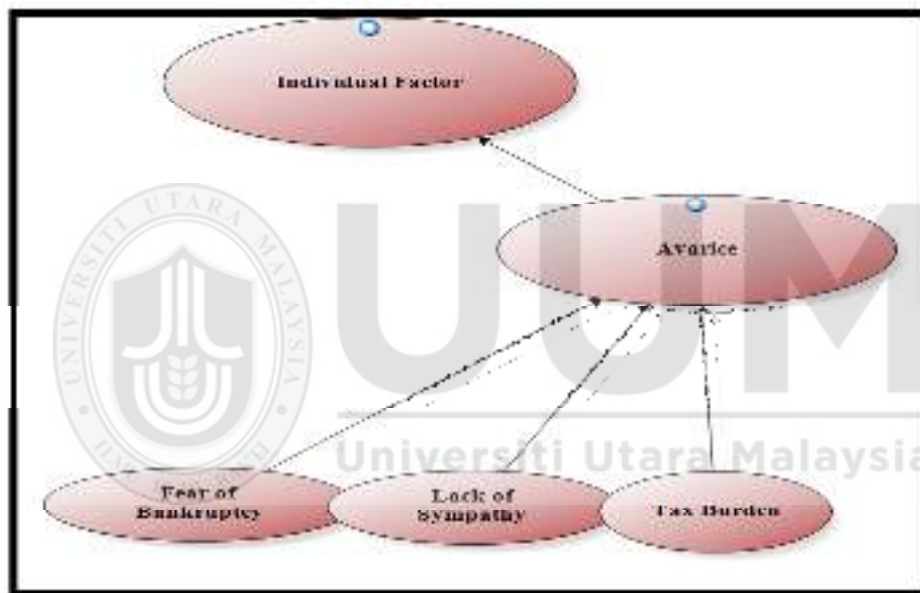 Individual Factor
Avarice
UUM
Universiti Utara Malaysia
UNIVERSITI UTARA MALAYSIA
Fear of
Bankruptcy
Lack of
Sympathy
Tax Burden